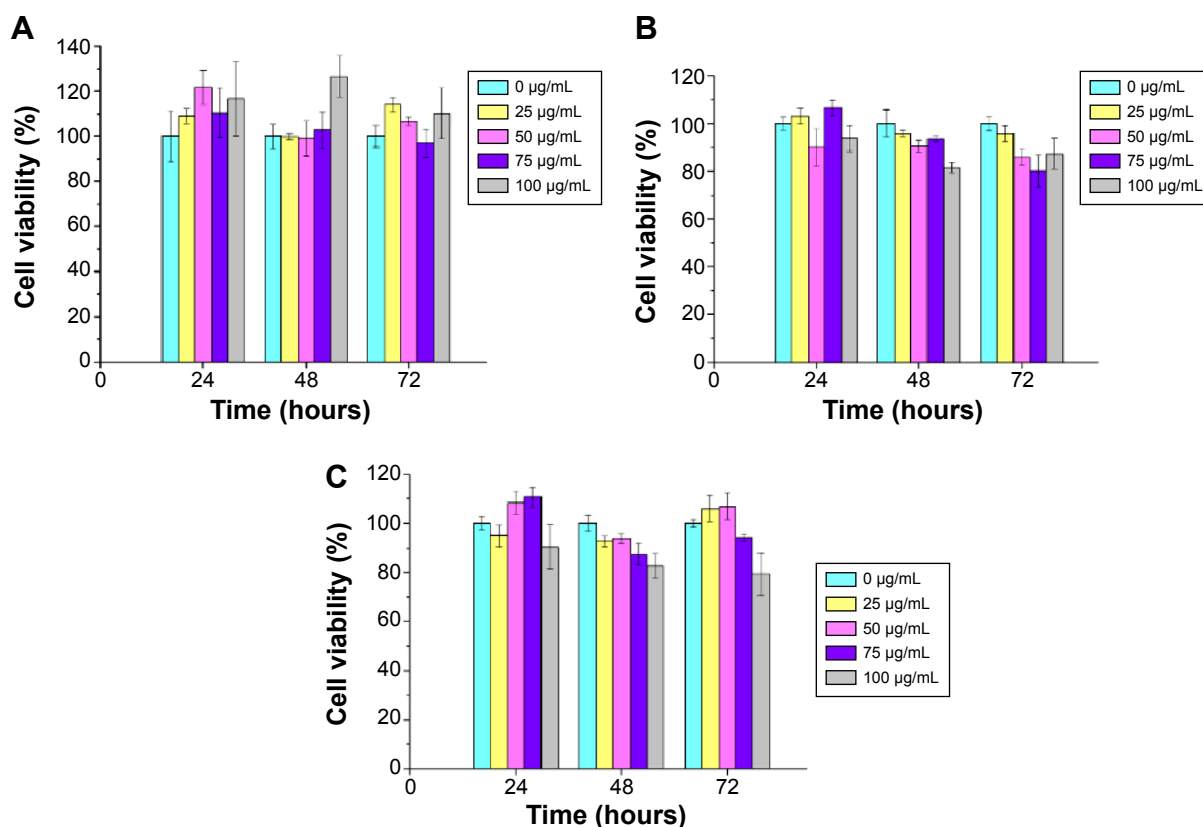 A
Cell viability (%)
140
120
100
80
60
40
20
0
0
24
48
72
Time (hours)
0 µg/mL
25 µg/mL
50 µg/mL
75 µg/mL
100 µg/mL
B
Cell viability (%)
120
100
80
60
40
20
0
0
24
48
72
Time (hours)
0 µg/mL
25 µg/mL
50 µg/mL
75 µg/mL
100 µg/mL
C
Cell viability (%)
120
100
80
60
40
20
0
0
24
48
72
Time (hours)
0 µg/mL
25 µg/mL
50 µg/mL
75 µg/mL
100 µg/mL